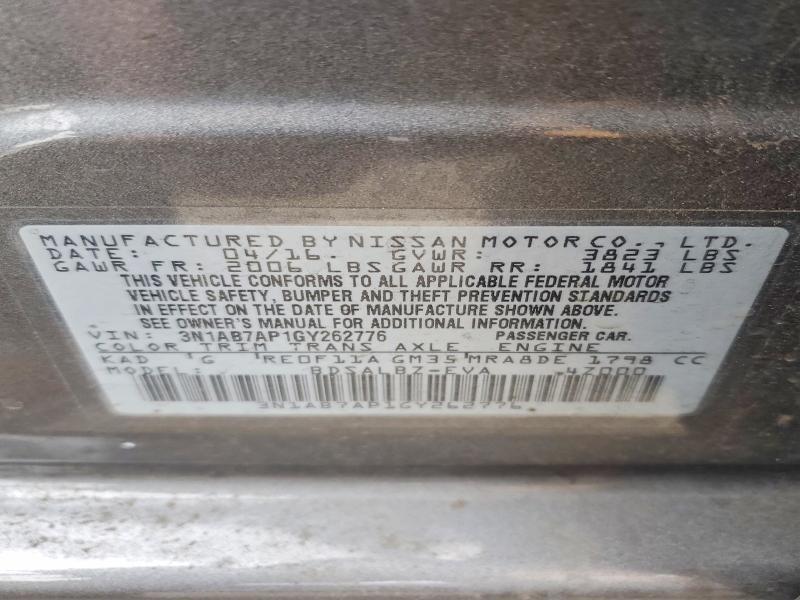 MANUFACTURED BY NISSAN MOTOR CO., LTD.
DATE: 04/16. GVWR: 3823 LBS
GAWR FR: 2006 LBS GAWR RR: 1841 LBS
THIS VEHICLE CONFORMS TO ALL APPLICABLE FEDERAL MOTOR
VEHICLE SAFETY, BUMPER AND THEFT PREVENTION STANDARDS
IN EFFECT ON THE DATE OF MANUFACTURE SHOWN ABOVE.
SEE OWNER'S MANUAL FOR ADDITIONAL INFORMATION.
VIN: 3N1AB7AP1GY262776 PASSENGER CAR.
COLOR TRIM TRANS AXLE ENGINE
KAD G RE0F11A GM35 MRA8DE 1798 CC
BDSALBZ-EVA 47000
3N1AB7AP1GY262776